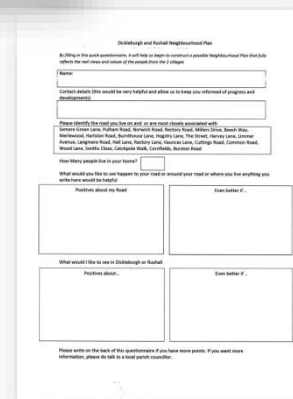 Dickleburgh and Rushall Neighbourhood Plan
By filling in this quick questionnaire, it will help us begin to construct a possible Neighbourhood Plan that fully
reflects the real views and values of the people from the 2 villages
Name:
Contact details (this would be very helpful and allow us to keep you informed of progress and
developments)
Please identify the road you live on and or are most closely associated with
Semere Green Lane, Pulham Road, Norwich Road, Rectory Road, Millers Drive, Beech Way,
Merlewood, Harleston Road, Burnthouse Lane, Hagsby Lane, The Street, Harvey Lane, Limmer
Avenue, Langmere Road, Hall Lane, Rectory Lane, Vaunces Lane, Cuttings Road, Common Road,
Wood Lane, Smiths Close, Catchpole Walk, Cornfields, Burston Road
How Many people live in your home?
What would you like to see happen to your road or around your road or where you live anything you
write here would be helpful
Positives about my Road
Even better if ..
What would I like to see in Dickleburgh or Rushall
Positives about...
Even better if ..
Please write on the back of this questionnaire if you have more points. If you want more
information, please do talk to a local parish councillor.